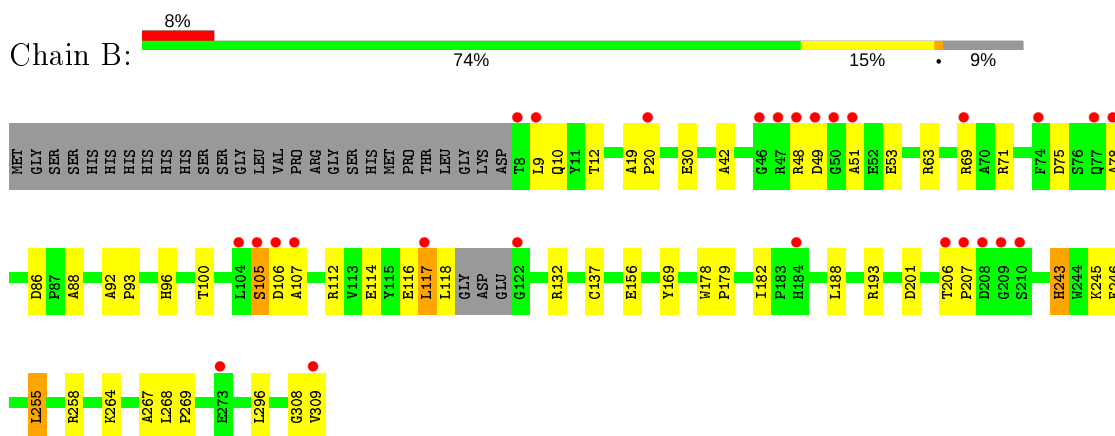 8%
Chain B:
74% 15% • 9%
MET GLY SER SER HIS HIS HIS HIS HIS HIS SER SER GLY LEU VAL PRO ARG GLY SER HIS MET PRO THR LEU GLY LYS ASP T8 L9 Q10 Y11 T12 A19 P20 E30 A42 G46 R47 R48 D49 G50 A51 E52 E53 R63 R69 A70 R71 F74 D75 S76 Q77 A78
D86 P87 A88 A92 P93 H96 T100 L104 S105 D106 A107 R112 V113 E114 Y115 E116 L117 L118 GLY ASP GLU G122 R132 C137 E156 Y169 W178 P179 I182 P183 H184 L188 R193 D201 T206 P207 D208 G209 S210 H243 W244 K245
L255 R258 K264 A267 L268 P269 E273 L296 G308 V309